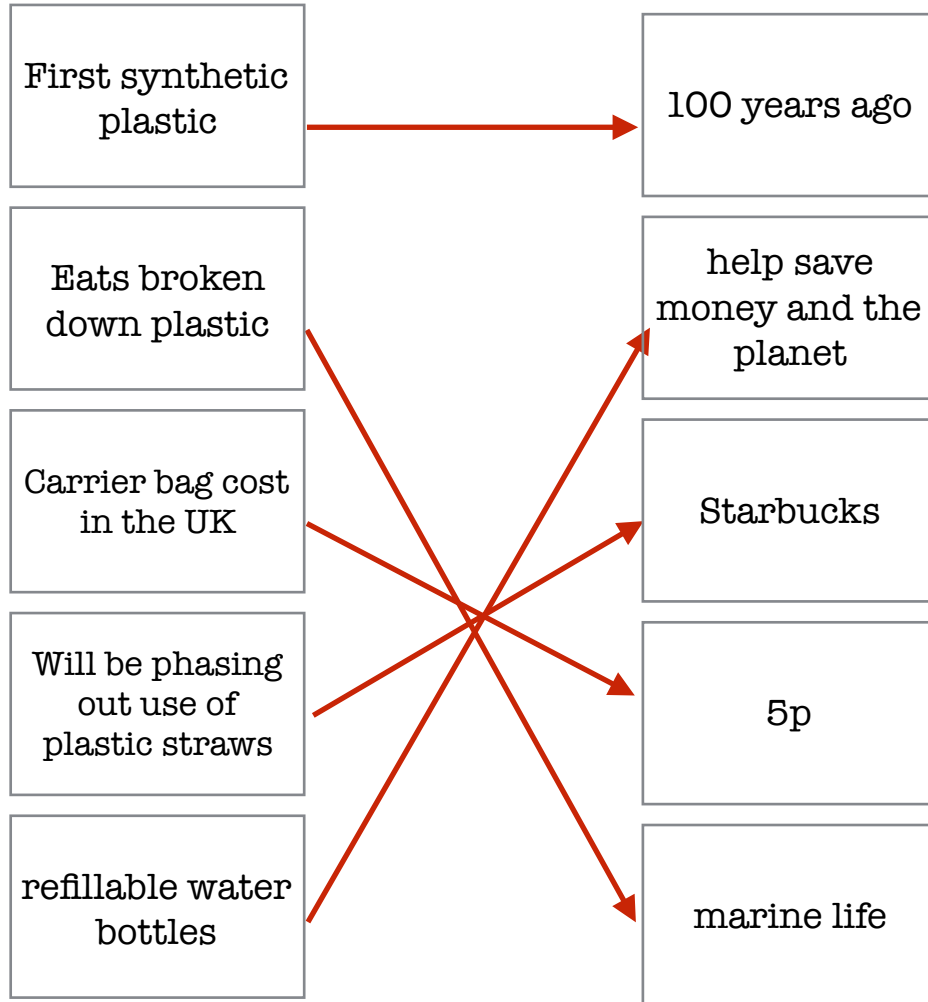 First synthetic
plastic
100 years ago
Eats broken
down plastic
help save
money and the
planet
Carrier bag cost
in the UK
Starbucks
Will be phasing
out use of
plastic straws
5p
refillable water
bottles
marine life